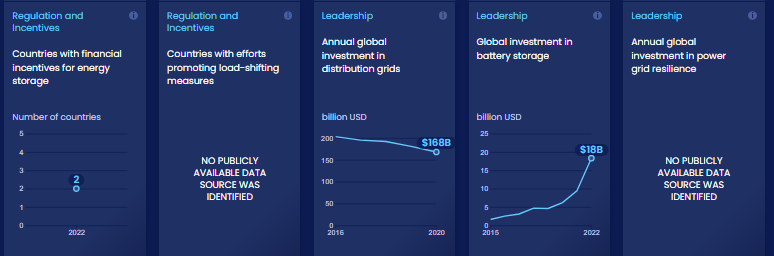 Regulation and
Incentives
Countries with financial
incentives for energy
storage
Number of countries
5
4
3
2
1
0
2
2022
Regulation and
Incentives
Countries with efforts
promoting load-shifting
measures
NO PUBLICLY
AVAILABLE DATA
SOURCE WAS
IDENTIFIED
Leadership
Annual global
investment in
distribution grids
billion USD
200
150
100
50
0
$168B
2016
2020
Leadership
Global investment in
battery storage
billion USD
25
20
15
10
5
0
$18B
2015
2022
Leadership
Annual global
investment in power
grid resilience
NO PUBLICLY
AVAILABLE DATA
SOURCE WAS
IDENTIFIED